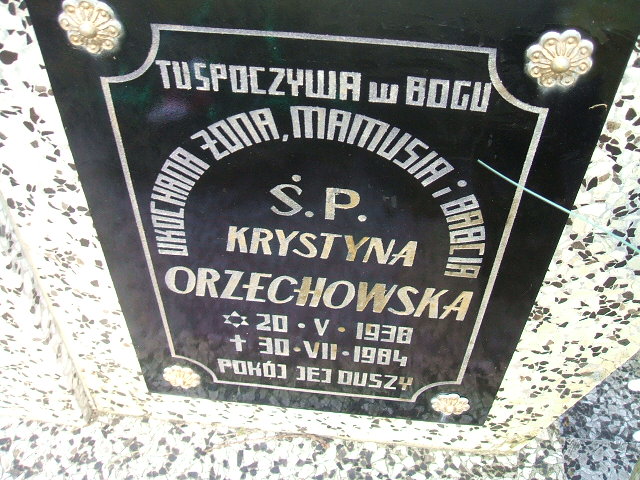 TU SPOCZYWA w BOGU
UKOCHANA ŻONA, MAMUSIA i BABCIA
Ś.P.
KRYSTYNA
ORZECHOWSKA
✡ 20 · V · 1938
✝ 30 · VII · 1984
POKÓJ JEJ DUSZY